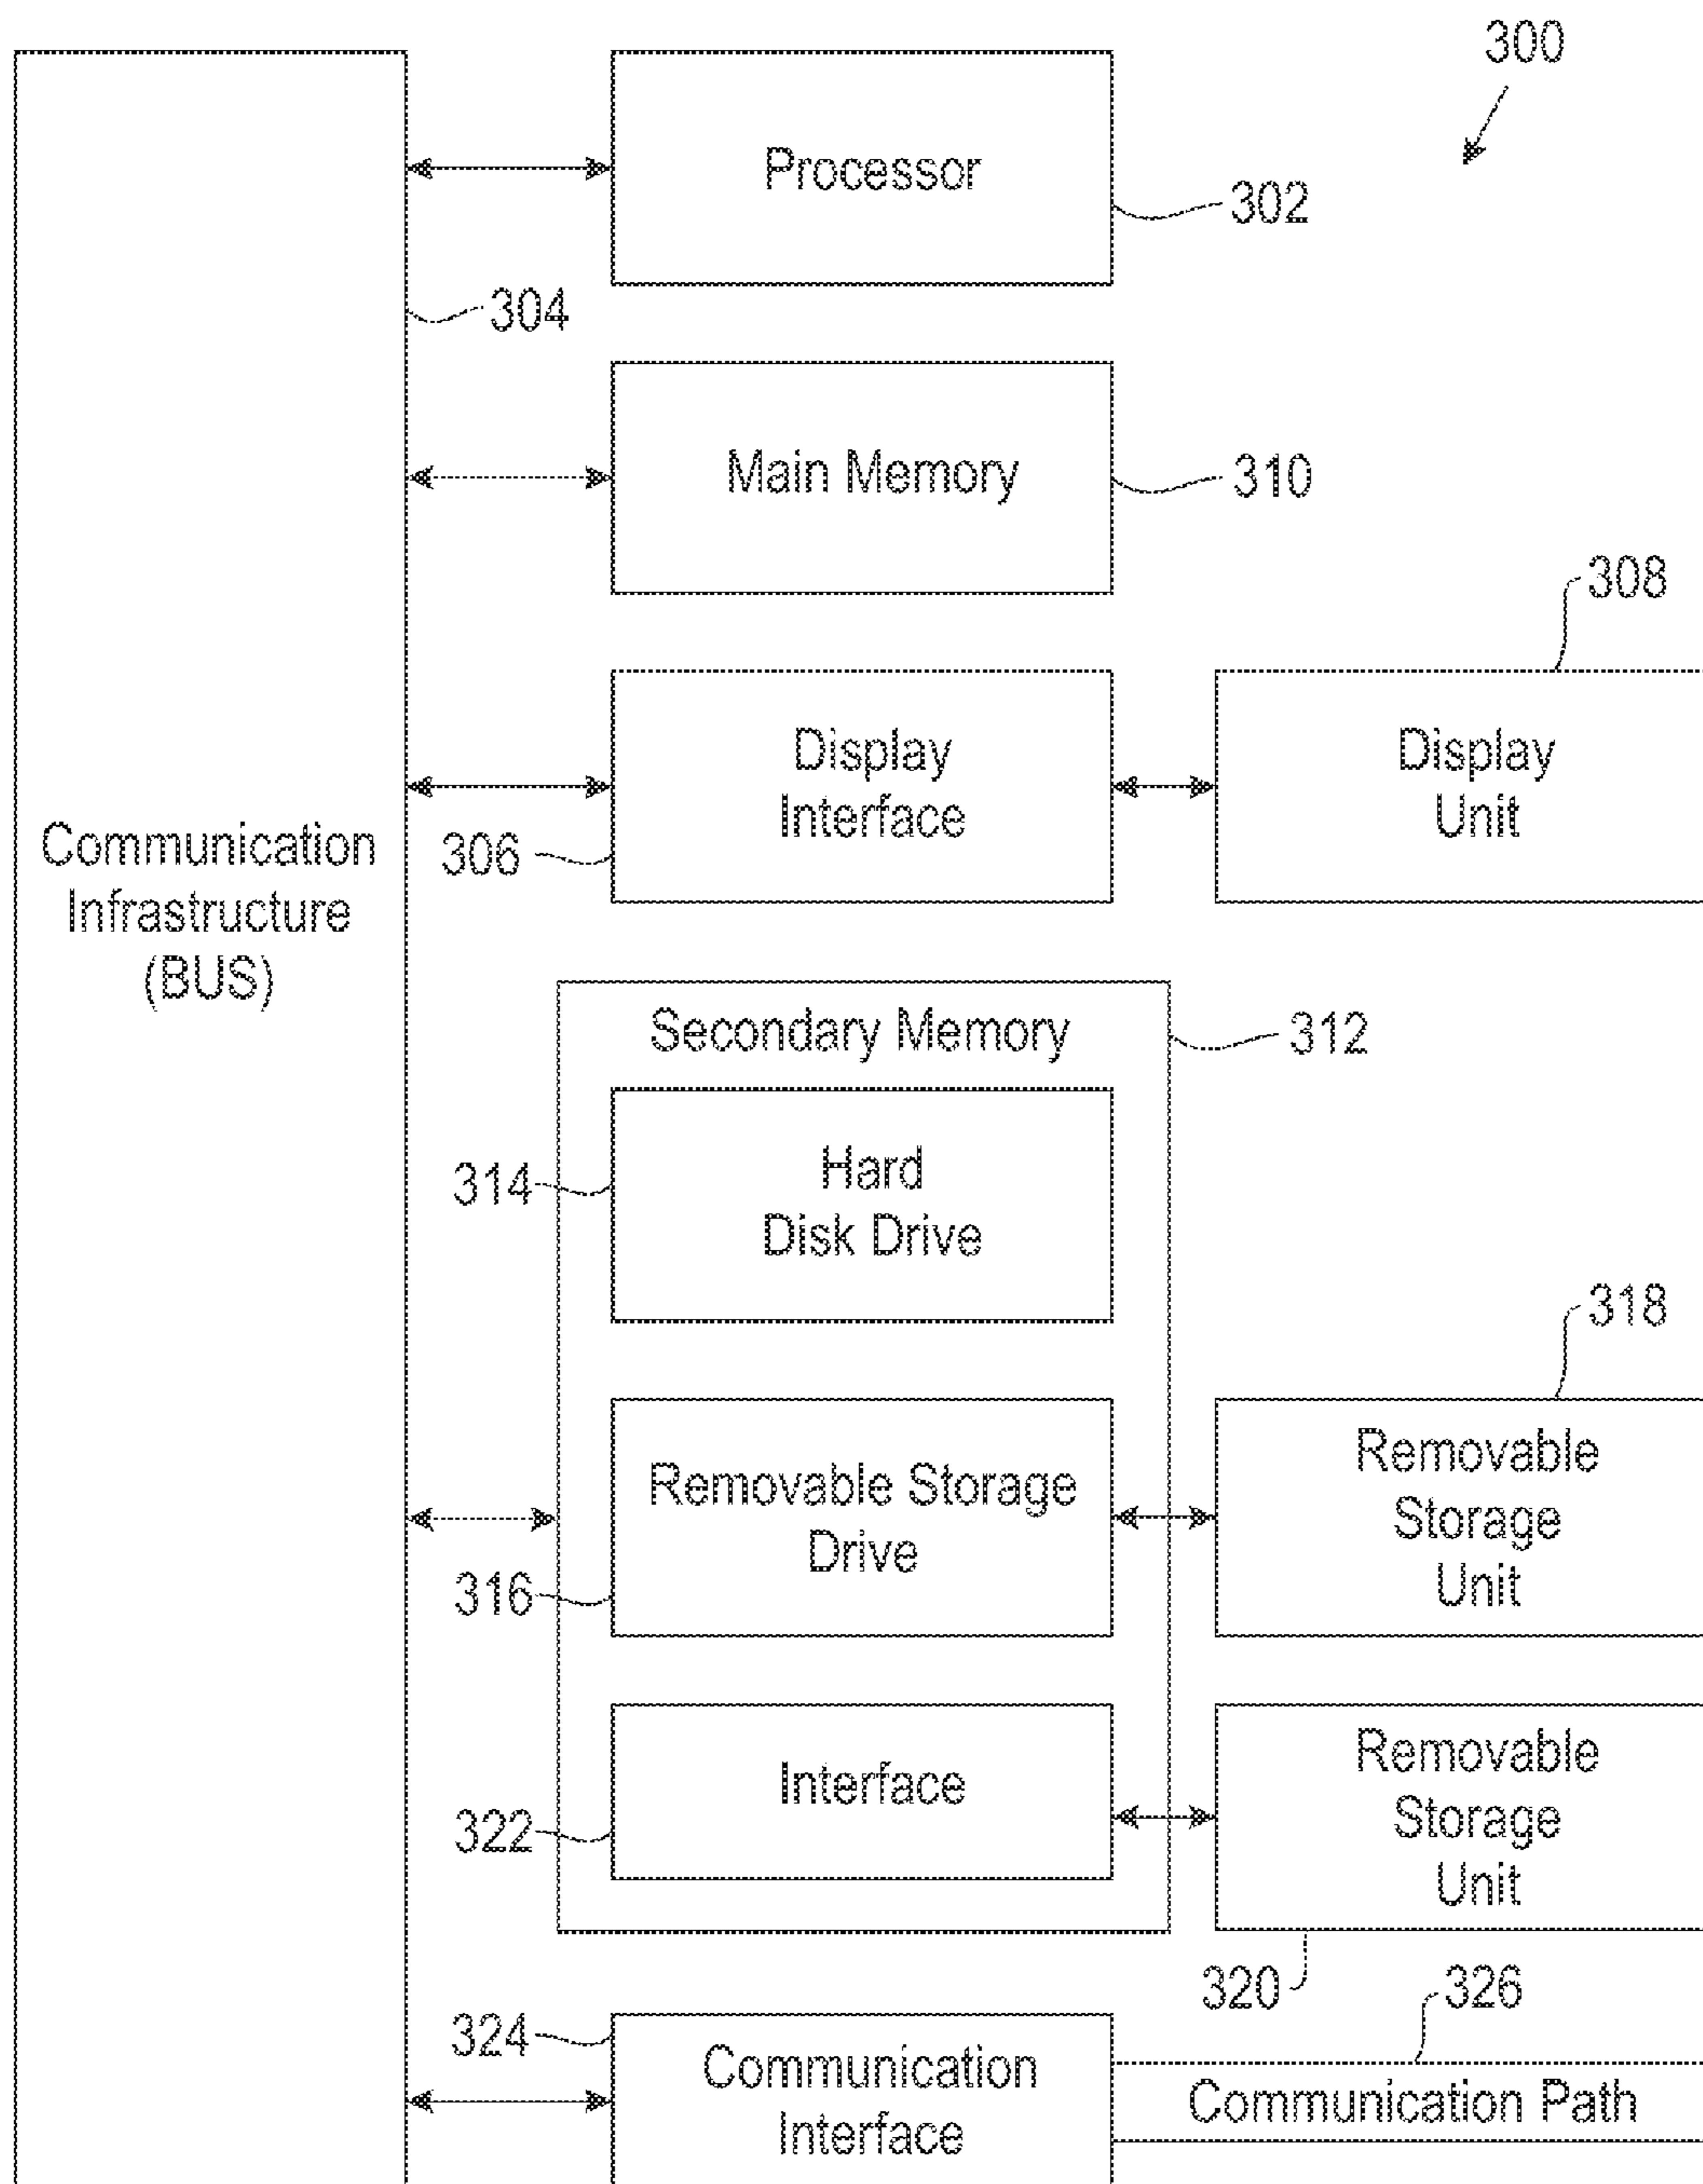 300
Processor
302
304
Main Memory
310
308
Display
Interface
306
Display
Unit
Communication
Infrastructure
(BUS)
Secondary Memory
312
Hard
Disk Drive
314
318
Removable Storage
Drive
316
Removable
Storage
Unit
Interface
322
Removable
Storage
Unit
320
326
324
Communication
Interface
Communication Path